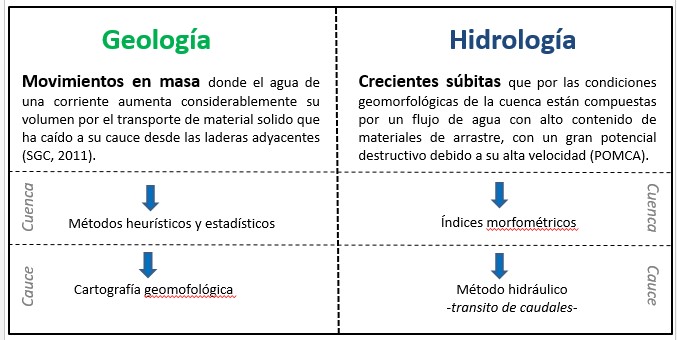 Geología
Movimientos en masa donde el agua de
una corriente aumenta considerablemente su
volumen por el transporte de material solido que
ha caído a su cauce desde las laderas adyacentes
(SGC, 2011).
Hidrología
Crecientes súbitas que por las condiciones
geomorfológicas de la cuenca están compuestas
por un flujo de agua con alto contenido de
materiales de arrastre, con un gran potencial
destructivo debido a su alta velocidad (POMCA).
Cuenca
Métodos heurísticos y estadísticos
Índices morfométricos
Cuenca
Cauce
Cartografía geomofológica
Método hidráulico
-transito de caudales-
Cauce